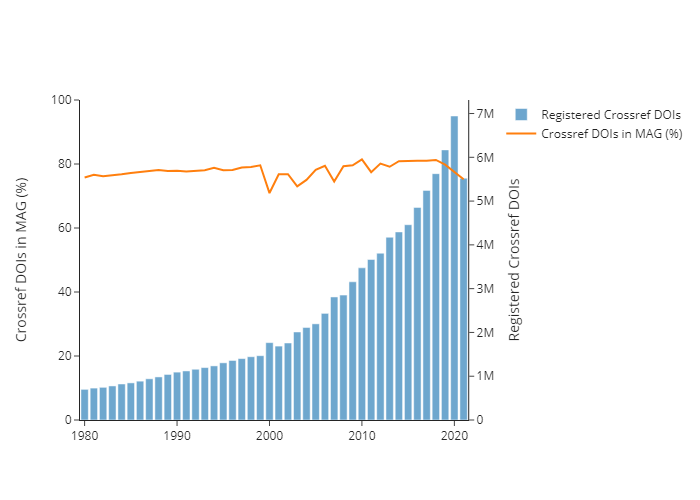 100
80
60
40
20
0
Crossref DOIs in MAG (%)
1980
1990
2000
2010
2020
7M
6M
5M
4M
3M
2M
1M
0
Registered Crossref DOIs
Registered Crossref DOIs
Crossref DOIs in MAG (%)